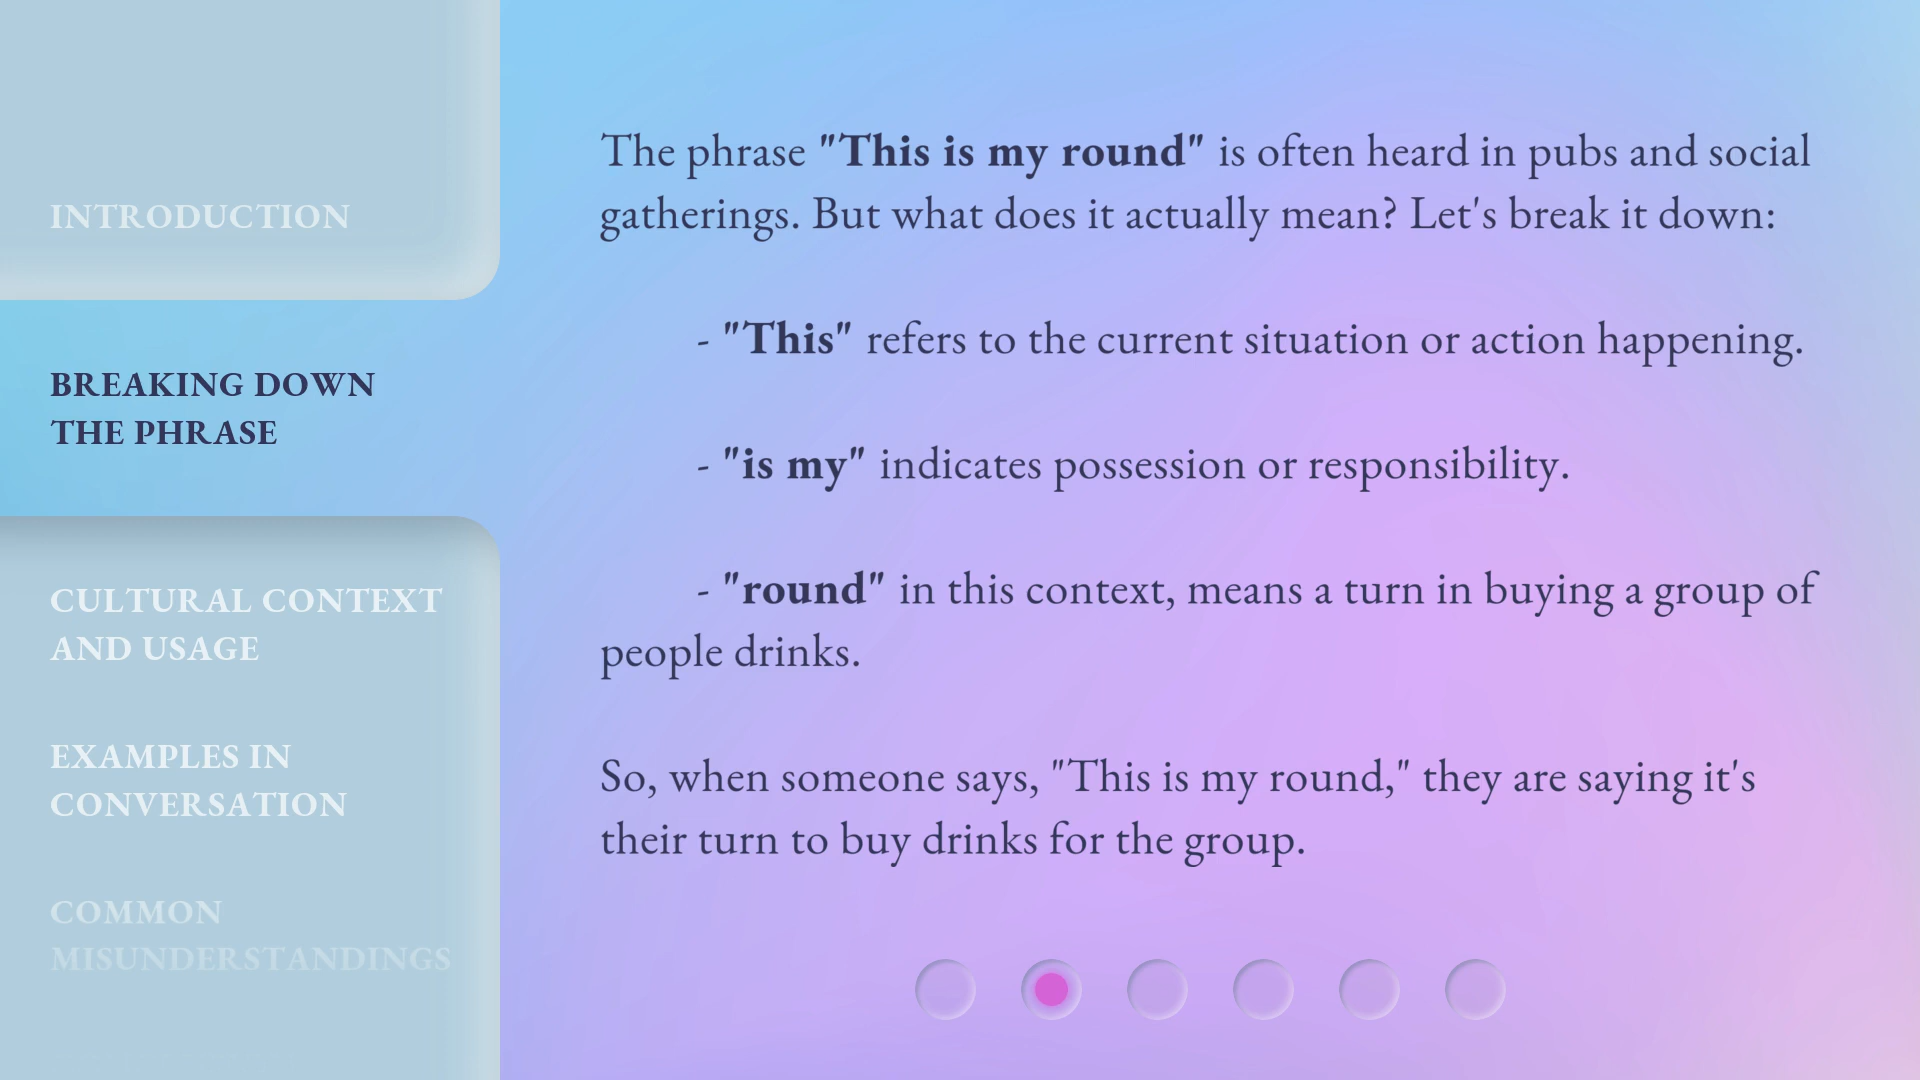 INTRODUCTION
BREAKING DOWN
THE PHRASE
CULTURAL CONTEXT
AND USAGE
EXAMPLES IN
CONVERSATION
COMMON
MISUNDERSTANDINGS
The phrase "This is my round" is often heard in pubs and social
gatherings. But what does it actually mean? Let's break it down:
- "This" refers to the current situation or action happening.
- "is my" indicates possession or responsibility.
- "round" in this context, means a turn in buying a group of
people drinks.
So, when someone says, "This is my round," they are saying it's
their turn to buy drinks for the group.